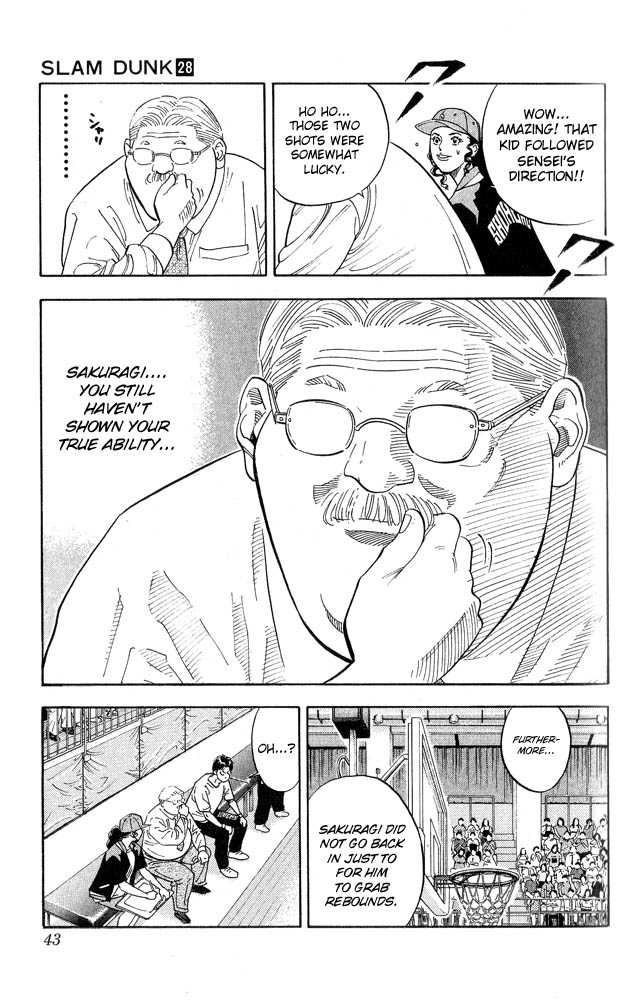 SLAM DUNK 28
WOW...
AMAZING! THAT
KID FOLLOWED
SENSEI'S
DIRECTION!!
HO HO...
THOSE TWO
SHOTS WERE
SOMEWHAT
LUCKY.
SAKURAGI....
YOU STILL
HAVEN'T
SHOWN YOUR
TRUE ABILITY...
FURTHER-
MORE...
SAKURAGI DID
NOT GO BACK
IN JUST TO
FOR HIM
TO GRAB
REBOUNDS.
OH...?
43